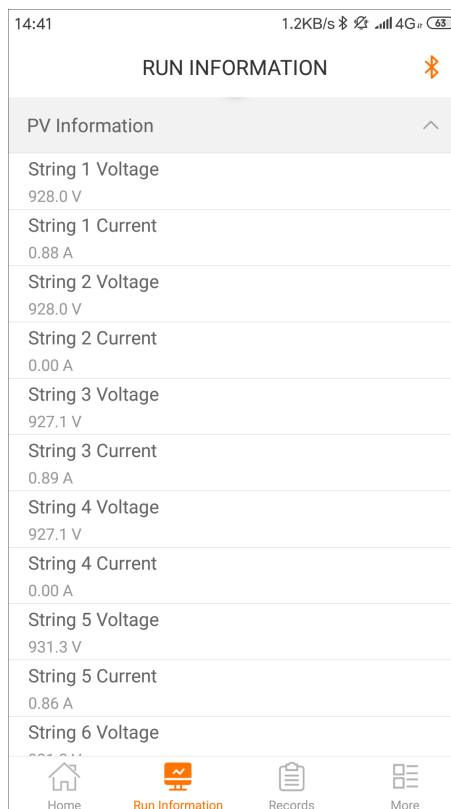 14:41
1.2KB/s 4G 63
RUN INFORMATION
PV Information
String 1 Voltage
928.0 V
String 1 Current
0.88 A
String 2 Voltage
928.0 V
String 2 Current
0.00 A
String 3 Voltage
927.1 V
String 3 Current
0.89 A
String 4 Voltage
927.1 V
String 4 Current
0.00 A
String 5 Voltage
931.3 V
String 5 Current
0.86 A
String 6 Voltage
Home Run Information Records More